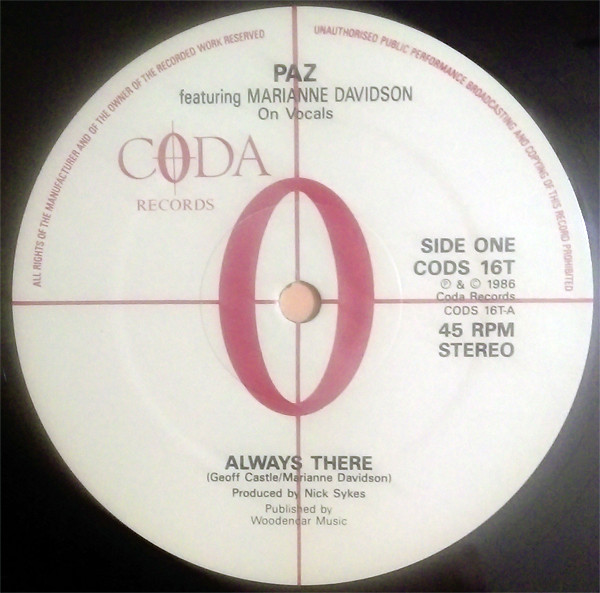 ALL RIGHTS OF THE MANUFACTURER AND OF THE OWNER OF THE RECORDED WORK RESERVED
UNAUTHORISED PUBLIC PERFORMANCE BROADCASTING AND COPYING OF THIS RECORD PROHIBITED
PAZ
featuring MARIANNE DAVIDSON
On Vocals
CODA
RECORDS
SIDE ONE
CODS 16T
℗ & © 1986
Coda Records
CODS 16T-A
45 RPM
STEREO
ALWAYS THERE
(Geoff Castle/Marianne Davidson)
Produced by Nick Sykes
Published by
Woodencar Music